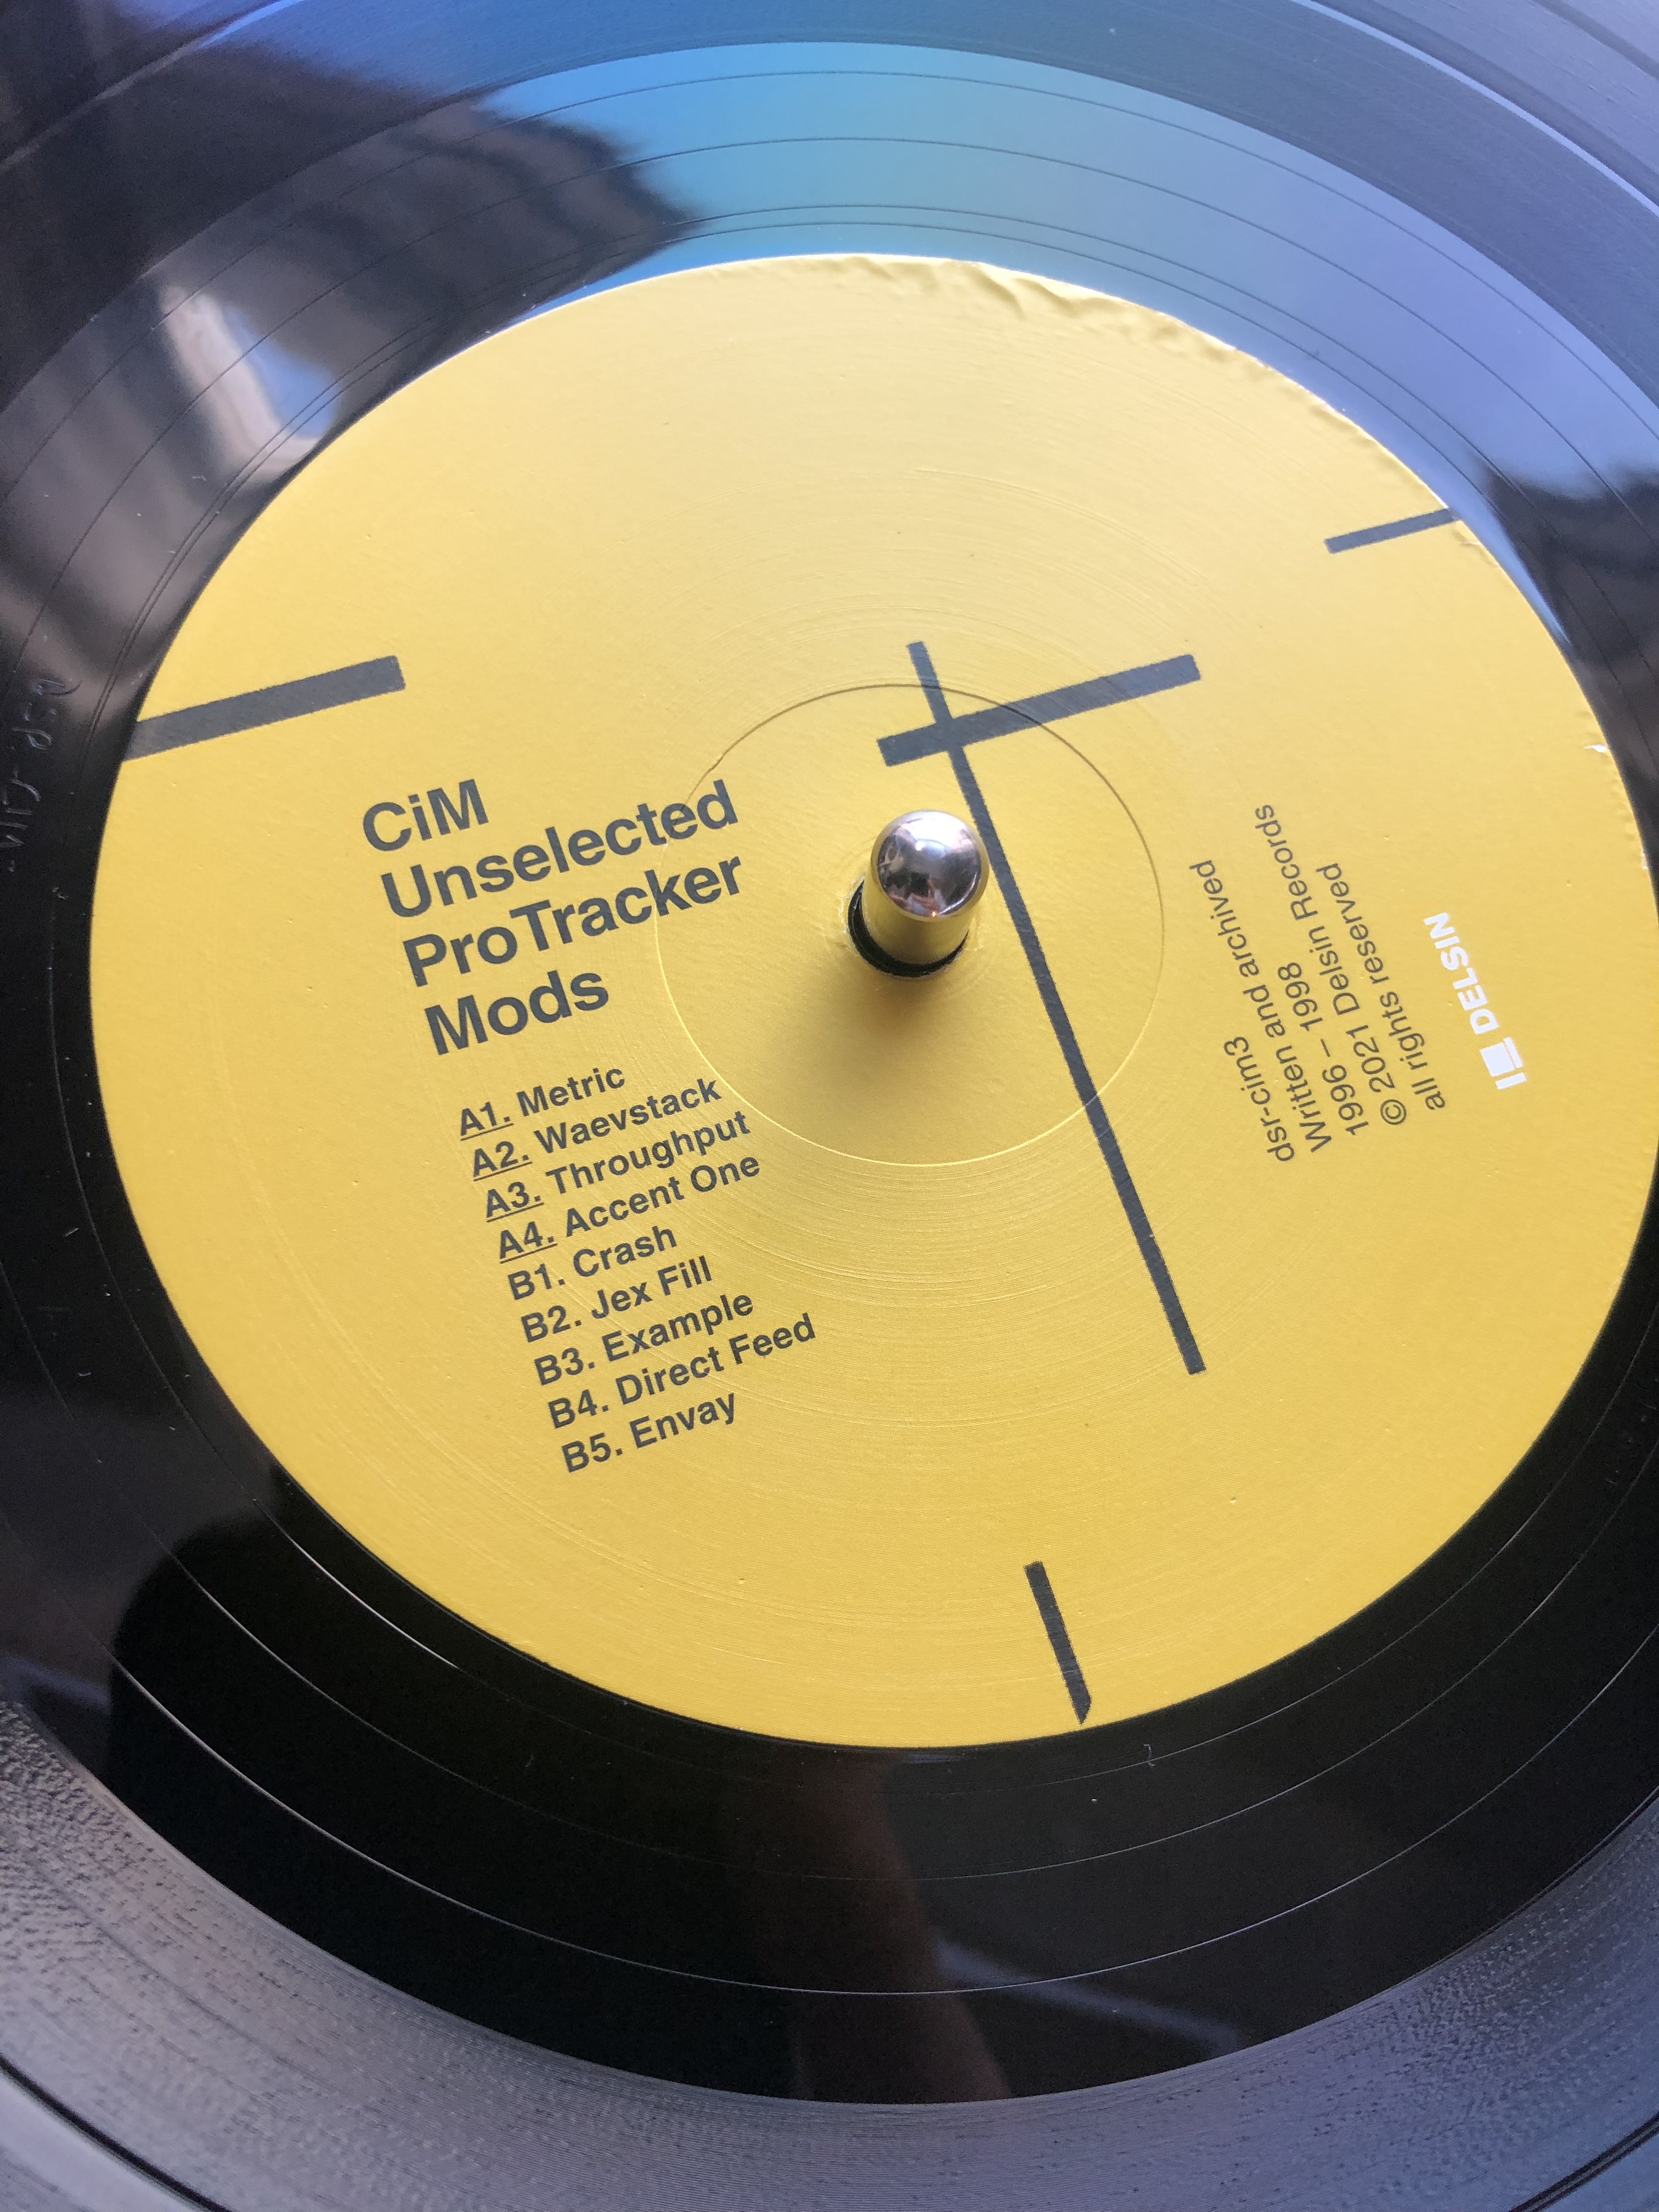 CiM
Unselected
ProTracker
Mods
A1. Metric
A2. Waevstack
A3. Throughput
A4. Accent One
B1. Crash
B2. Jex Fill
B3. Example
B4. Direct Feed
B5. Envay
dsr-cim3
Written and archived
1996 – 1998
© 2021 Delsin Records
all rights reserved
DELSIN